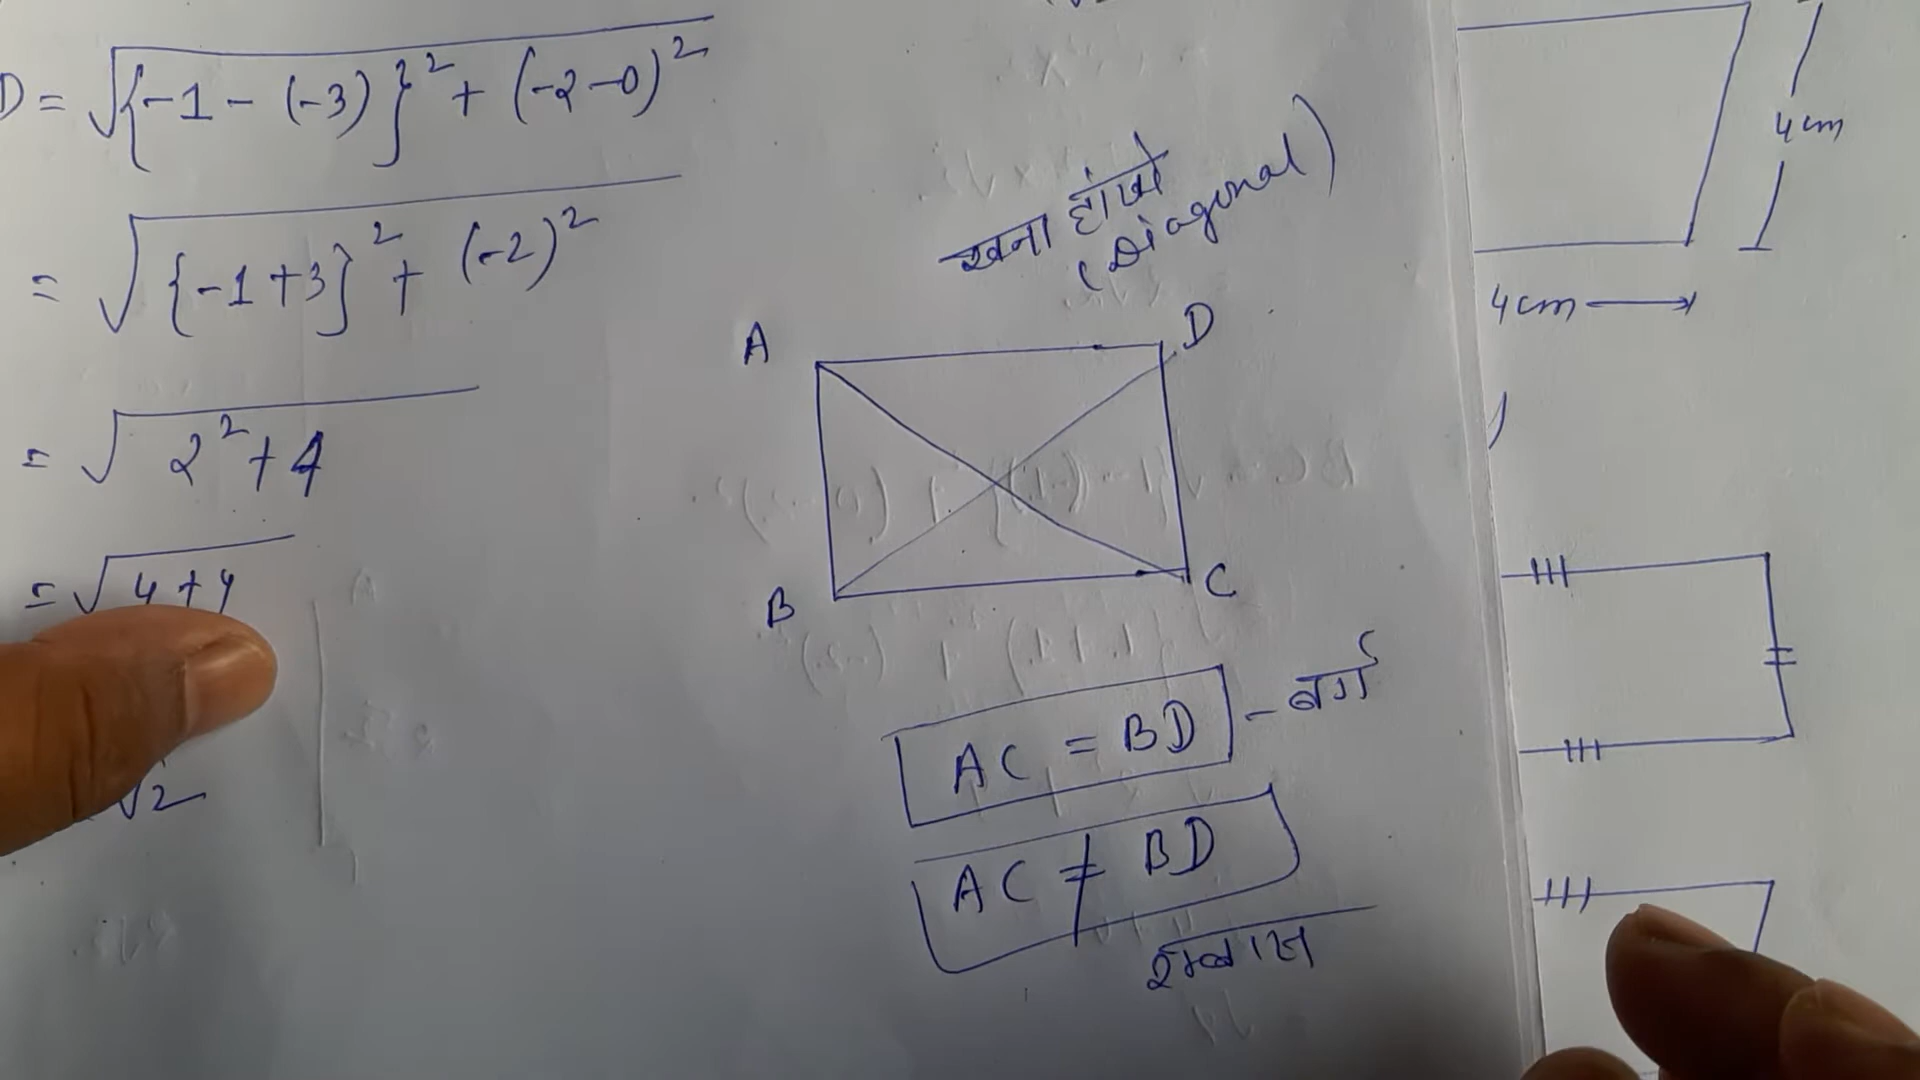 D = √{-1-(-3)}² + (-2-0)²
= √{-1+3}² + (-2)²
= √2² + 4
= √4+4
√2
(Diagonal)
A D
B C
AC = BD - वर्ग
AC ≠ BD
4cm
4cm